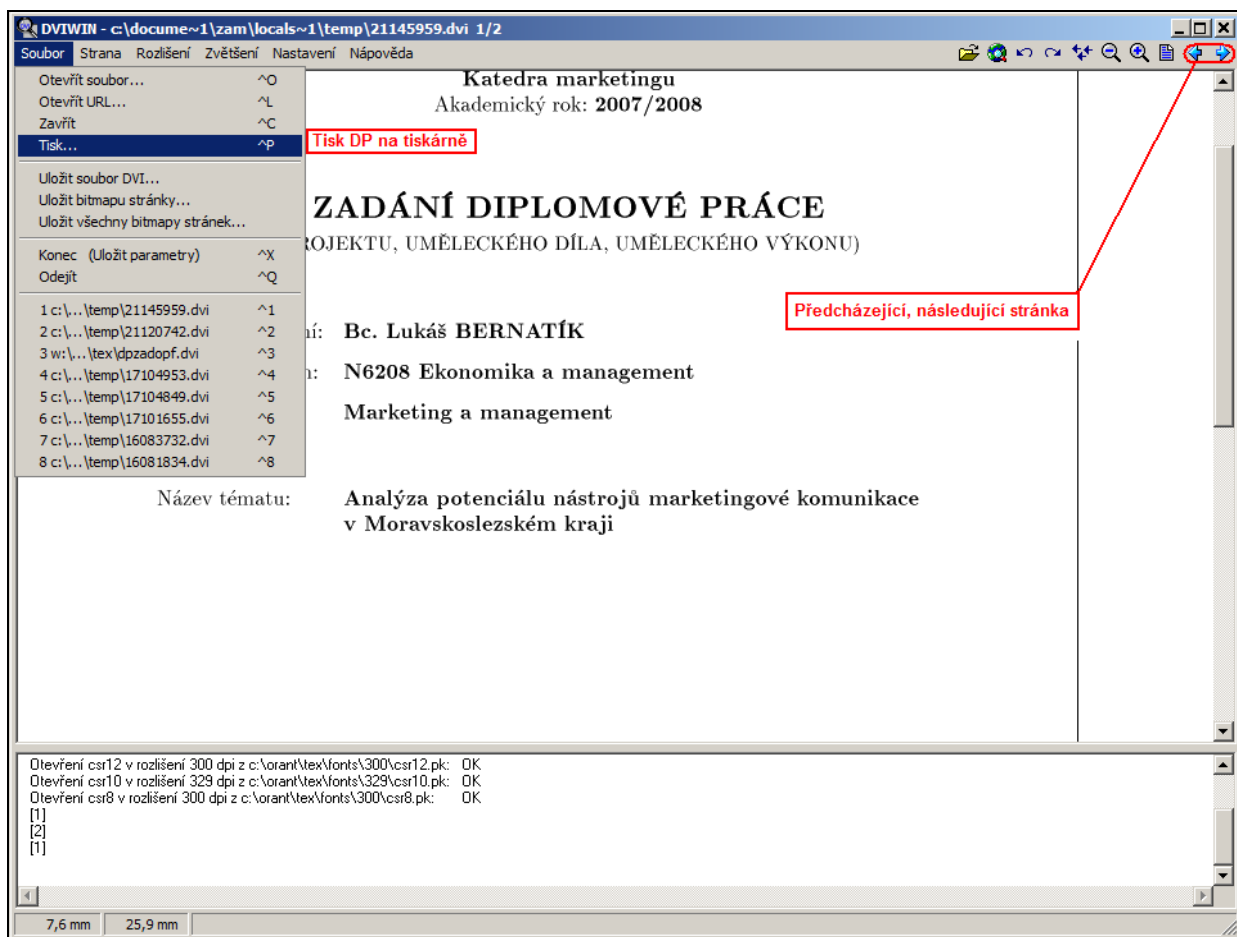 DVIWIN - c:\docume~1\zam\locals~1\temp\21145959.dvi 1/2
Soubor Strana Rozlišení Zvětšení Nastavení Nápověda
Otevřít soubor... ^O
Otevřít URL... ^L
Zavřít ^C
Tisk... ^P
Uložit soubor DVI...
Uložit bitmapu stránky...
Uložit všechny bitmapy stránek...
Konec (Uložit parametry) ^X
Odejít ^Q
1 c:\...\temp\21145959.dvi ^1
2 c:\...\temp\21120742.dvi ^2
3 w:\...\tex\dpzadopf.dvi ^3
4 c:\...\temp\17104953.dvi ^4
5 c:\...\temp\17104849.dvi ^5
6 c:\...\temp\17101655.dvi ^6
7 c:\...\temp\16083732.dvi ^7
8 c:\...\temp\16081834.dvi ^8
Tisk DP na tiskárně
Předcházející, následující stránka
Katedra marketingu
Akademický rok: 2007/2008
ZADÁNÍ DIPLOMOVÉ PRÁCE
ROJEKTU, UMĚLECKÉHO DÍLA, UMĚLECKÉHO VÝKONU)
ní: Bc. Lukáš BERNATÍK
N6208 Ekonomika a management
Marketing a management
Název tématu: Analýza potenciálu nástrojů marketingové komunikace
v Moravskoslezském kraji
Otevření csr12 v rozlišení 300 dpi z c:\orant\tex\fonts\300\csr12.pk: OK
Otevření csr10 v rozlišení 329 dpi z c:\orant\tex\fonts\329\csr10.pk: OK
Otevření csr8 v rozlišení 300 dpi z c:\orant\tex\fonts\300\csr8.pk: OK
[1]
[2]
[1]
7,6 mm 25,9 mm